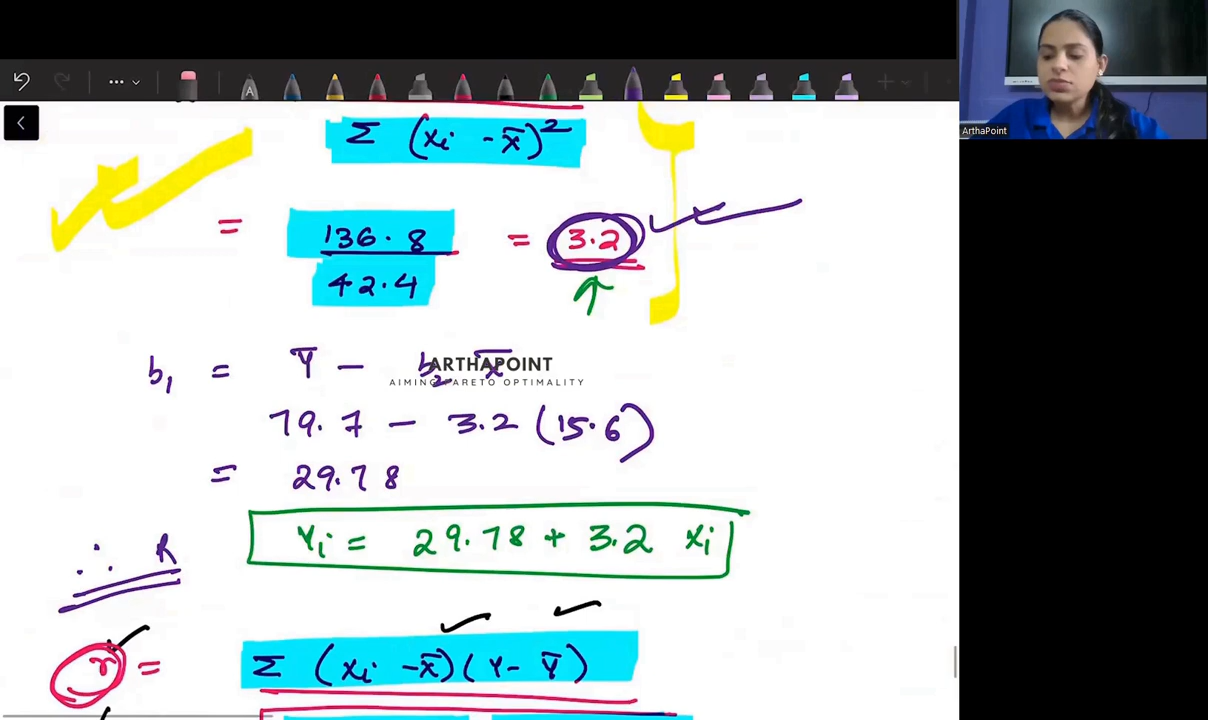 A
ArthaPoint
Σ (xi - x̄)²
= 136.8 / 42.4 = 3.2
b₁ = Ȳ - b₂ x̄
ARTHAPOINT
AIMING PARETO OPTIMALITY
79.7 - 3.2 (15.6)
= 29.78
Yi = 29.78 + 3.2 Xi
∴ R
r = Σ (xi - x̄)(Y - Ȳ)